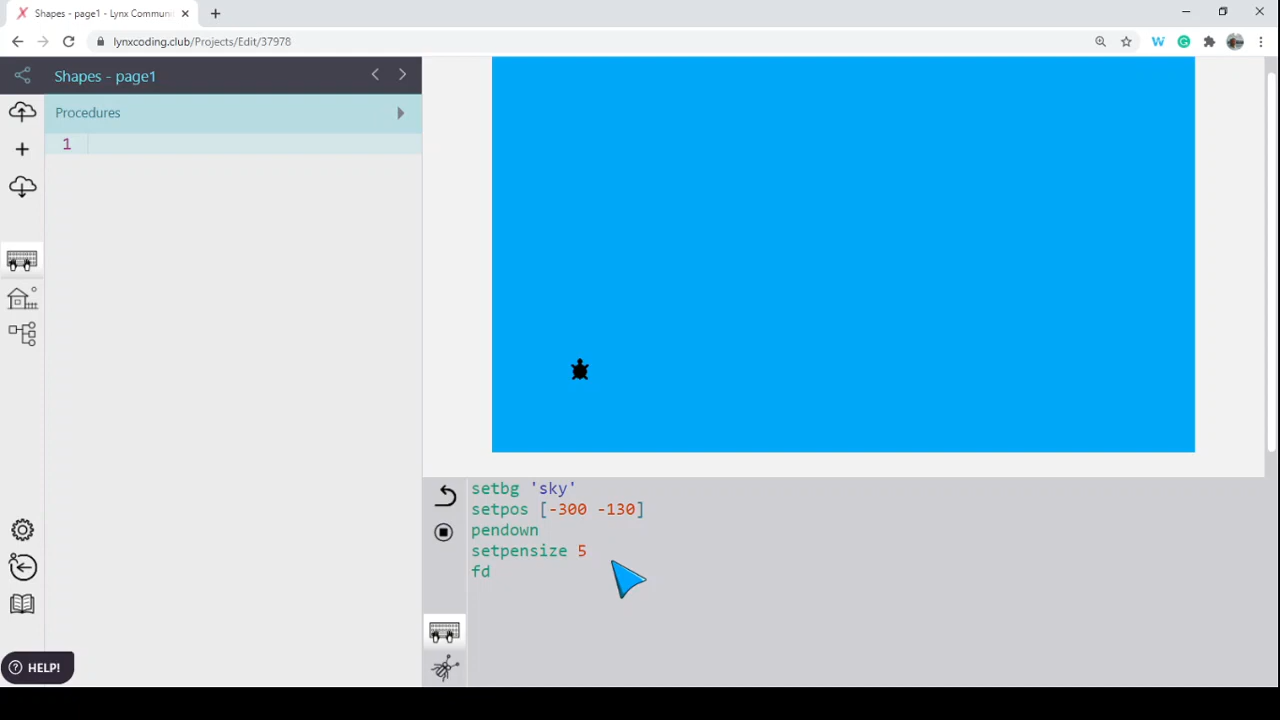 Shapes - page1 - Lynx Commun
lynxcoding.club/Projects/Edit/37978
Shapes - page1
Procedures
1
setbg 'sky'
setpos [-300 -130]
pendown
setpensize 5
fd
HELP!